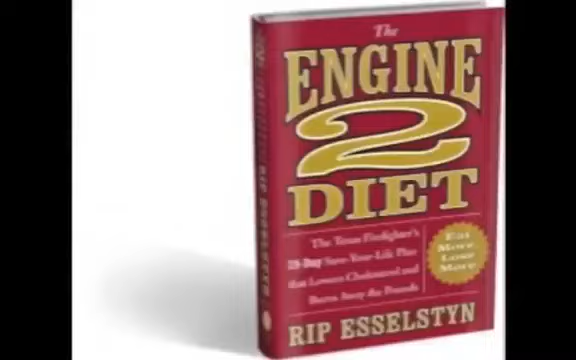 The
ENGINE
2
DIET
The Texas Firefighter's
28-Day Save-Your-Life Plan
that Lowers Cholesterol and
Burns Away the Pounds
Eat
More,
Lose
More
RIP ESSELSTYN
RIP ESSELSTYN